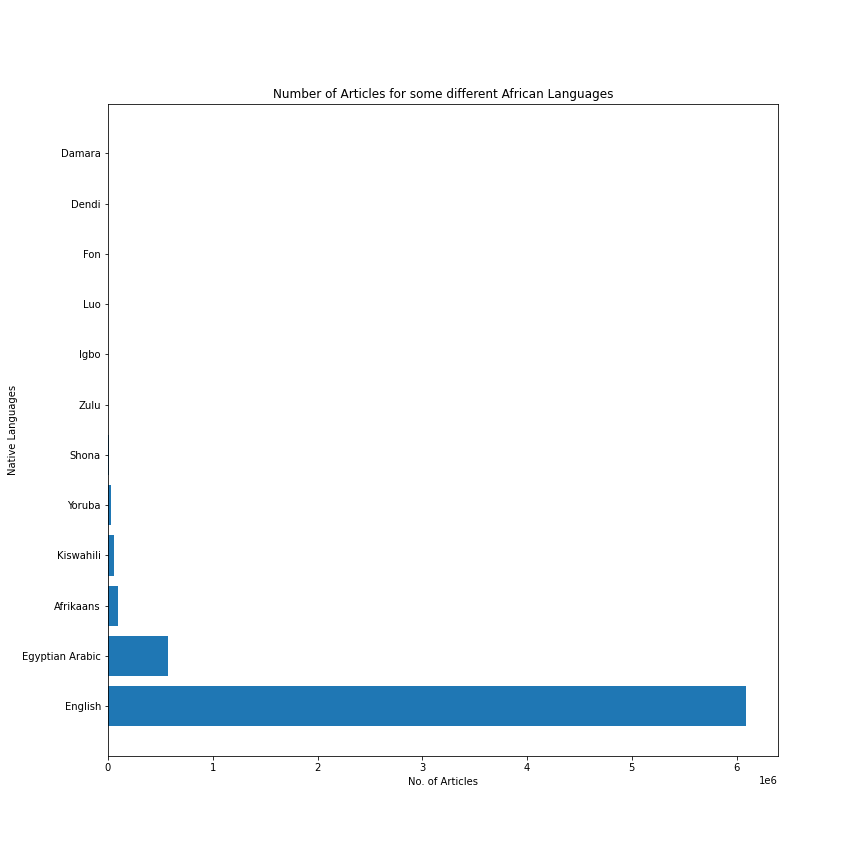 Number of Articles for some different African Languages
Damara
Dendi
Fon
Luo
Igbo
Zulu
Shona
Yoruba
Kiswahili
Afrikaans
Egyptian Arabic
English
Native Languages
0 1 2 3 4 5 6
1e6
No. of Articles